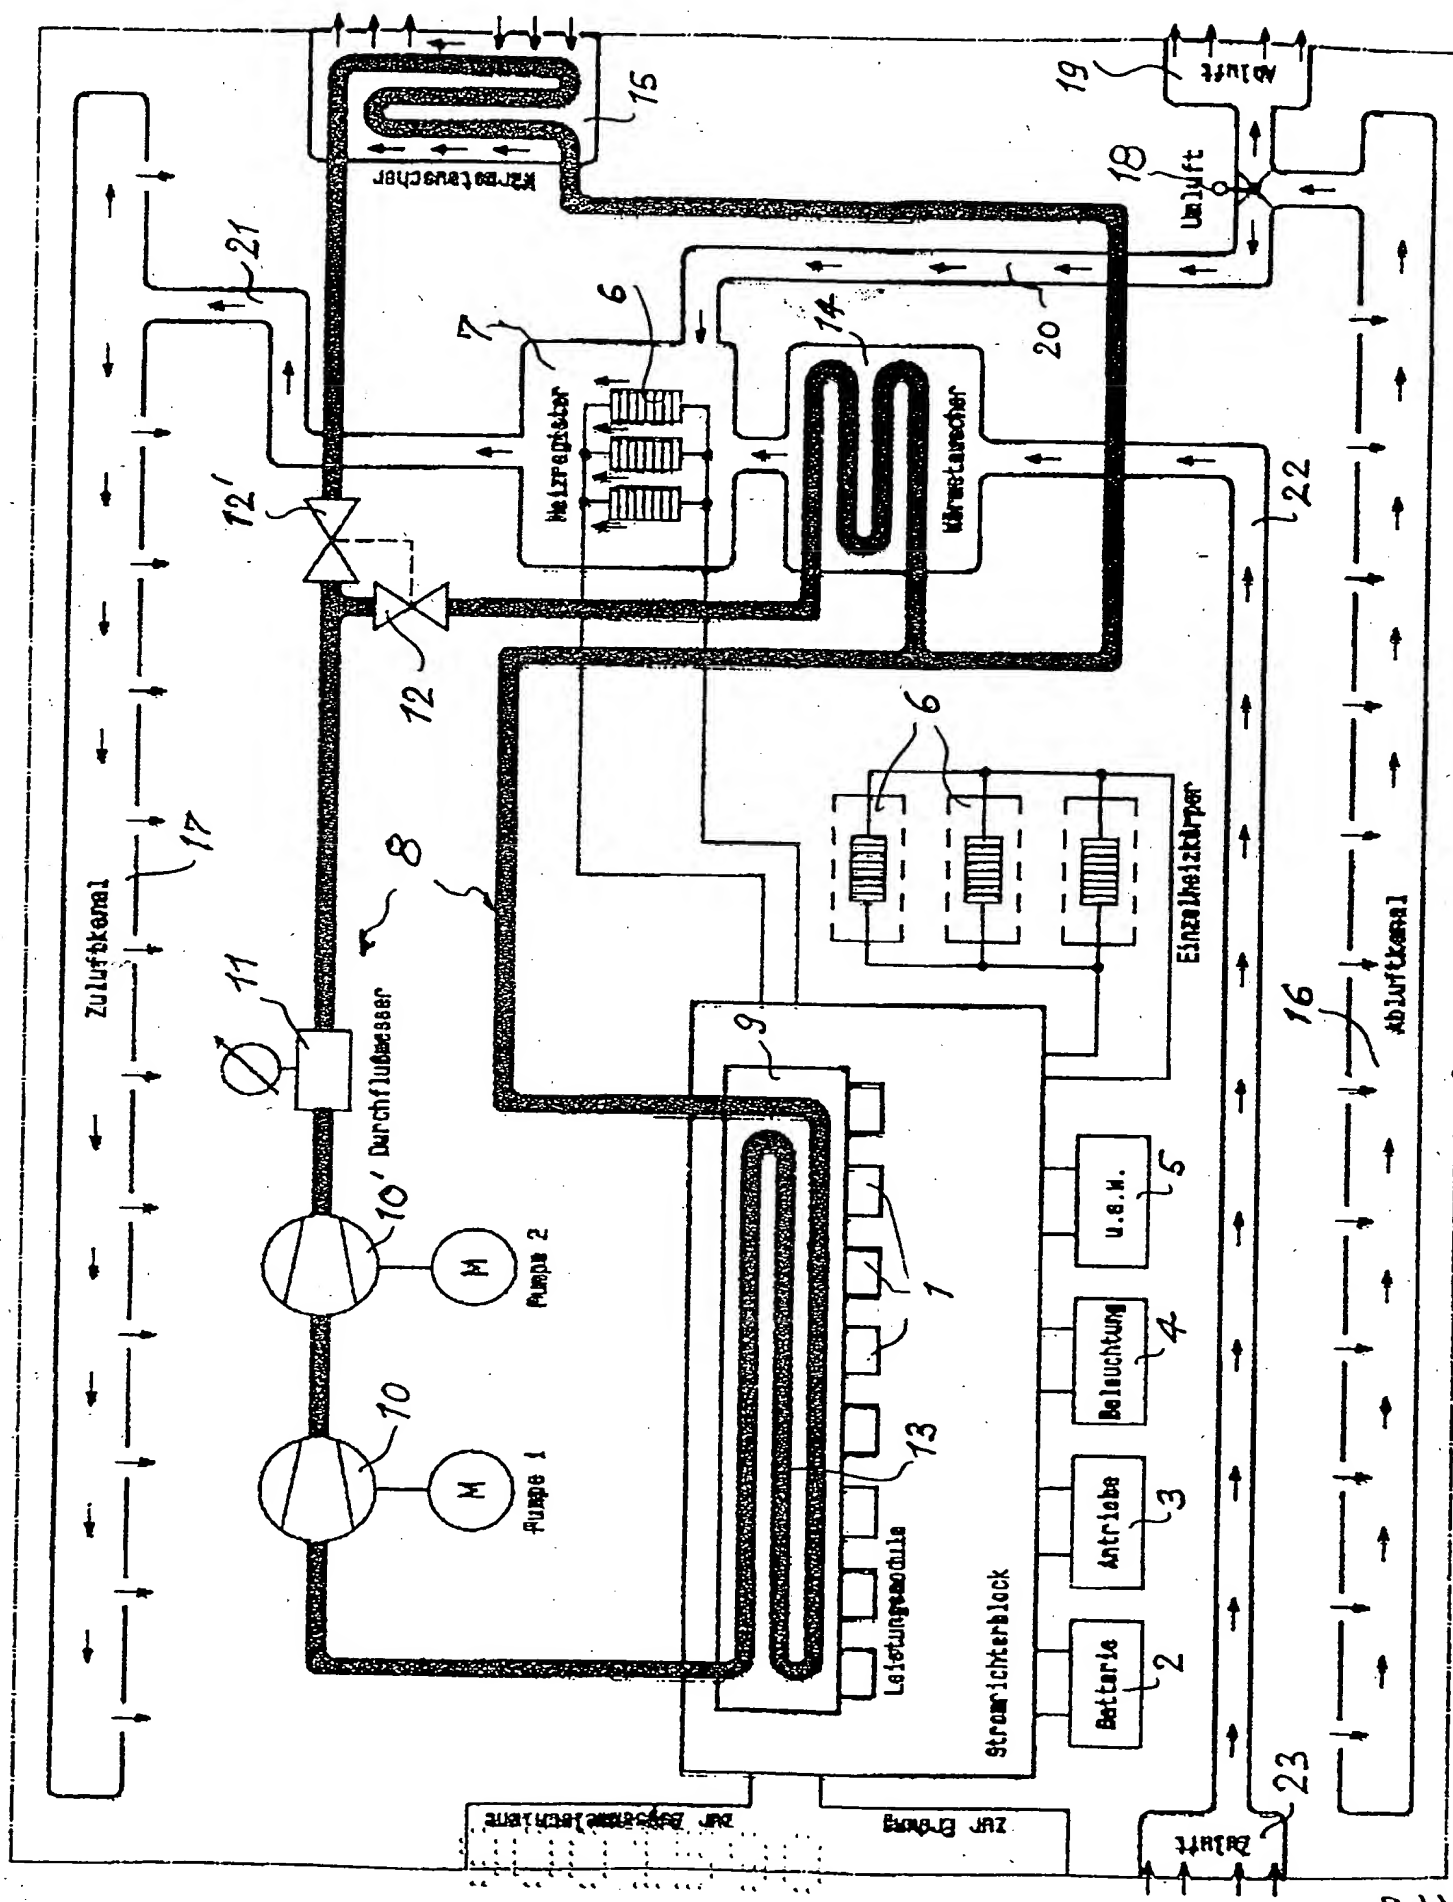 Zuluftkanal
17
21
Wärmetauscher
15
12'
12
11
Durchflußmesser
8
10'
M
Pumpe 2
10
M
Pumpe 1
7
6
Heizregister
14
Wärmetauscher
20
18
Umluft
19
Abluft
22
6
Einzelheizkörper
9
13
1
Leistungsmodule
Stromrichterblock
Batterie
2
Antriebe
3
Beleuchtung
4
u.s.w.
5
zur Zugsammelschiene
zur Erdung
Zuluft
23
16
Abluftkanal